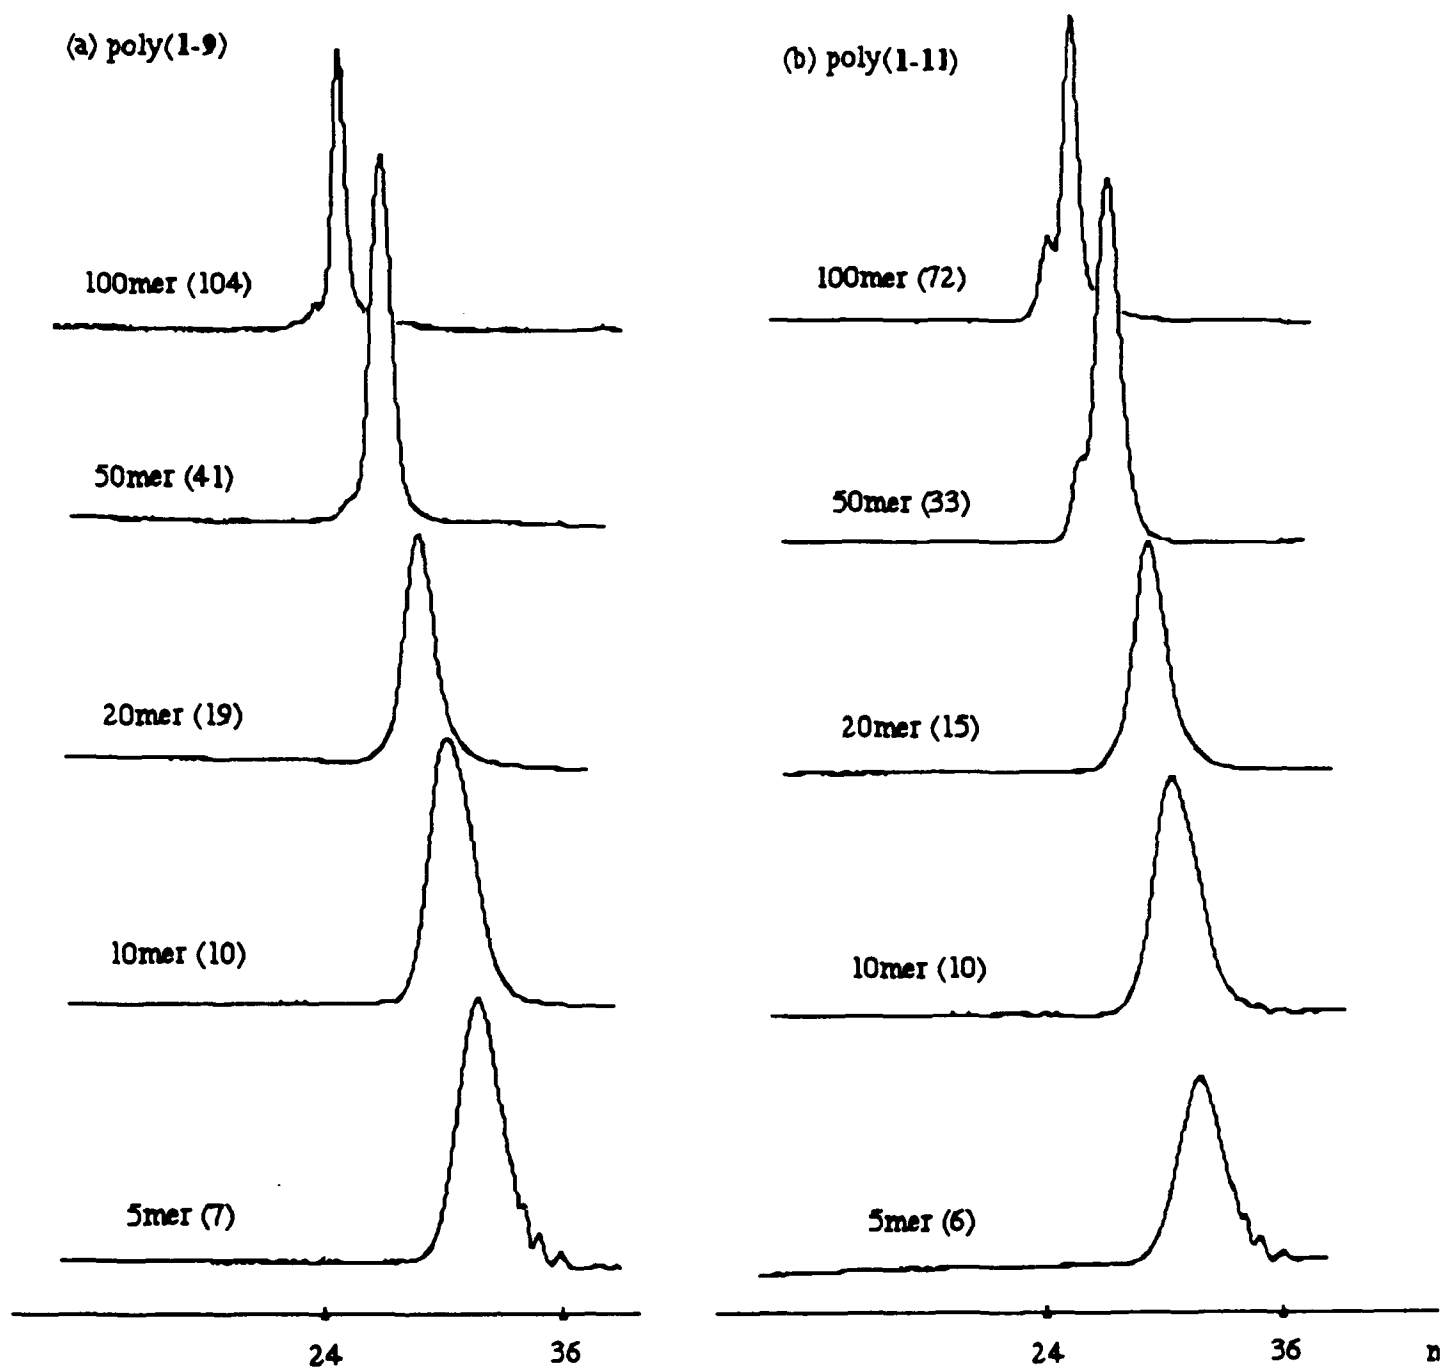 (a) poly(1-9)
100mer (104)
50mer (41)
20mer (19)
10mer (10)
5mer (7)
24 36
(b) poly(1-11)
100mer (72)
50mer (33)
20mer (15)
10mer (10)
5mer (6)
24 36